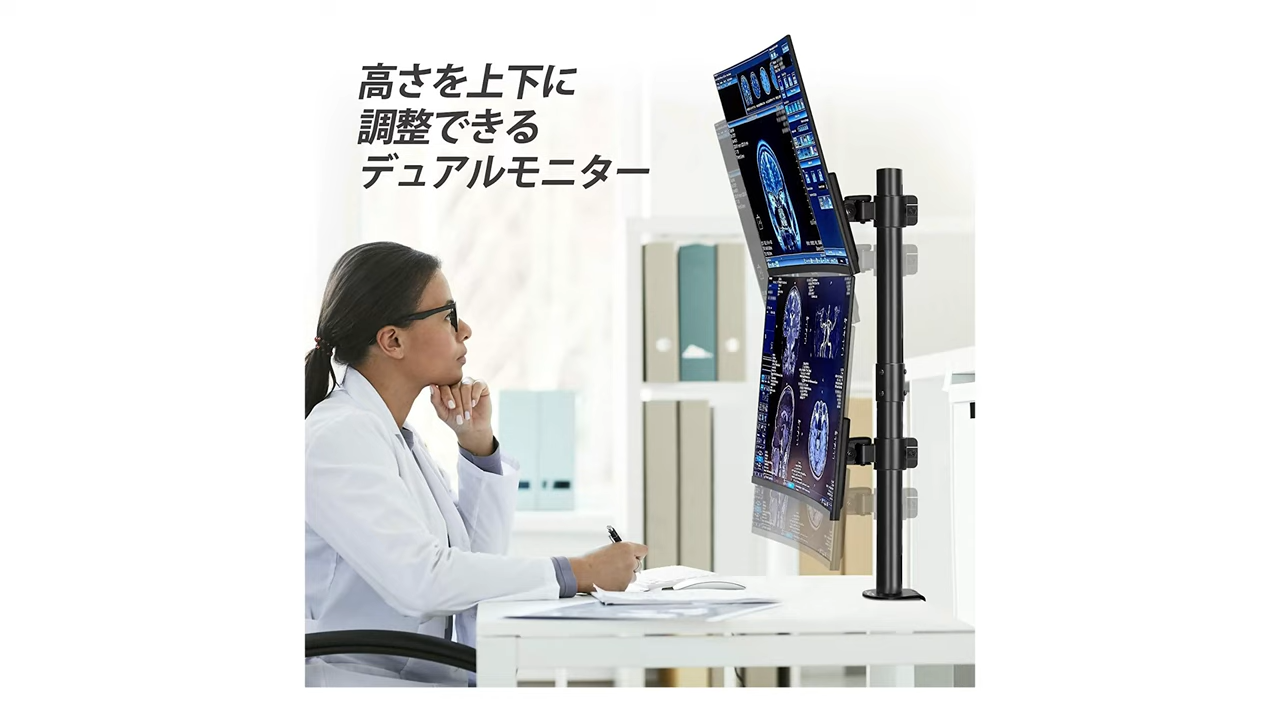 高さを上下に
調整できる
デュアルモニター